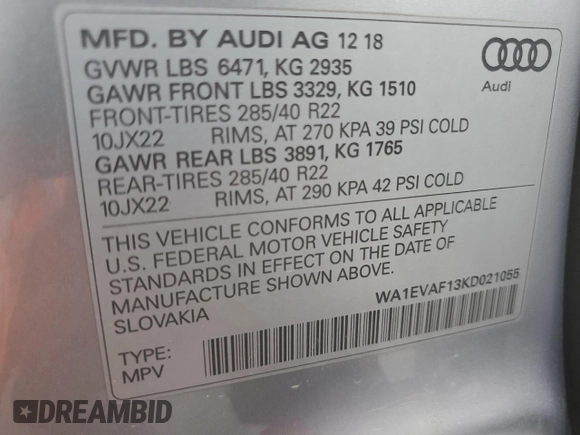 MFD. BY AUDI AG 12 18
GVWR LBS 6471, KG 2935
GAWR FRONT LBS 3329, KG 1510
FRONT-TIRES 285/40 R22
10JX22 RIMS, AT 270 KPA 39 PSI COLD
GAWR REAR LBS 3891, KG 1765
REAR-TIRES 285/40 R22
10JX22 RIMS, AT 290 KPA 42 PSI COLD
Audi
THIS VEHICLE CONFORMS TO ALL APPLICABLE
U.S. FEDERAL MOTOR VEHICLE SAFETY
STANDARDS IN EFFECT ON THE DATE OF
MANUFACTURE SHOWN ABOVE.
SLOVAKIA
WA1EVAF13KD021055
TYPE:
MPV
DREAMBID